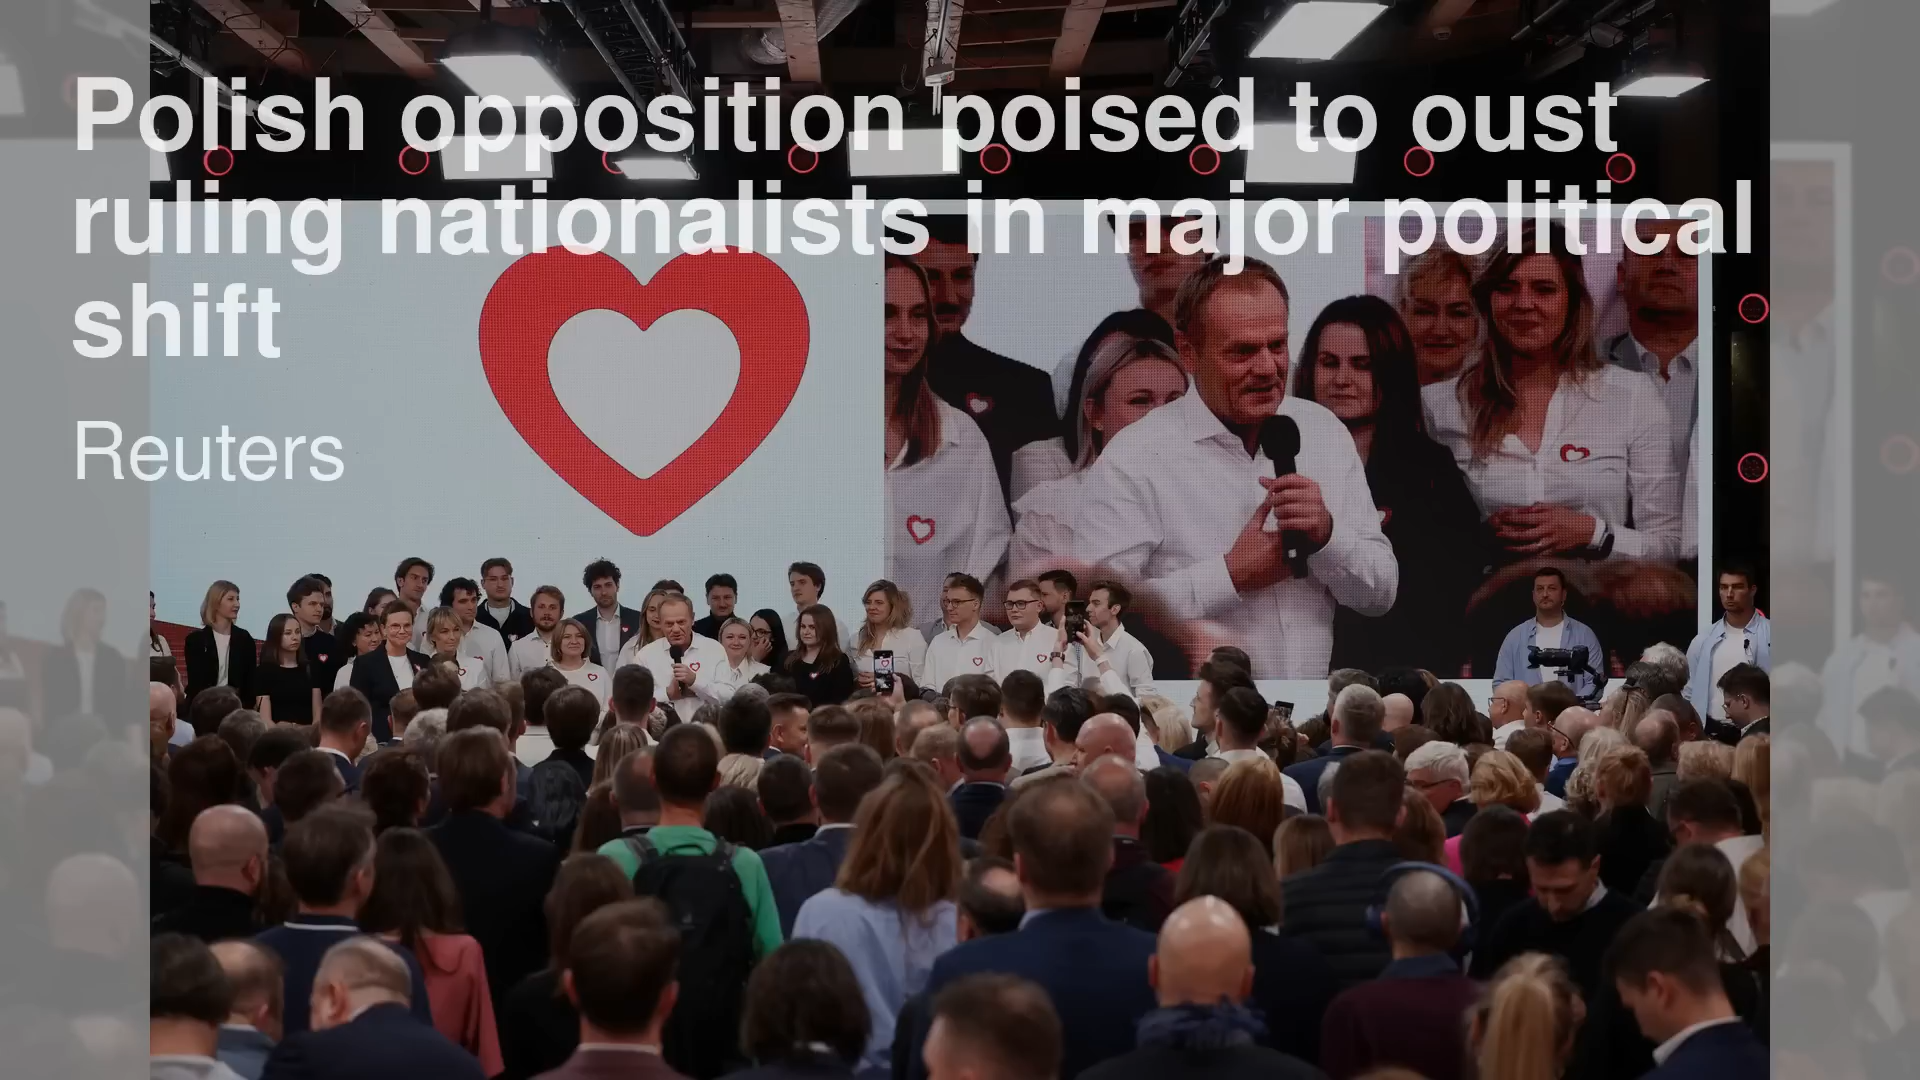 Polish opposition poised to oust
ruling nationalists in major political
shift
Reuters